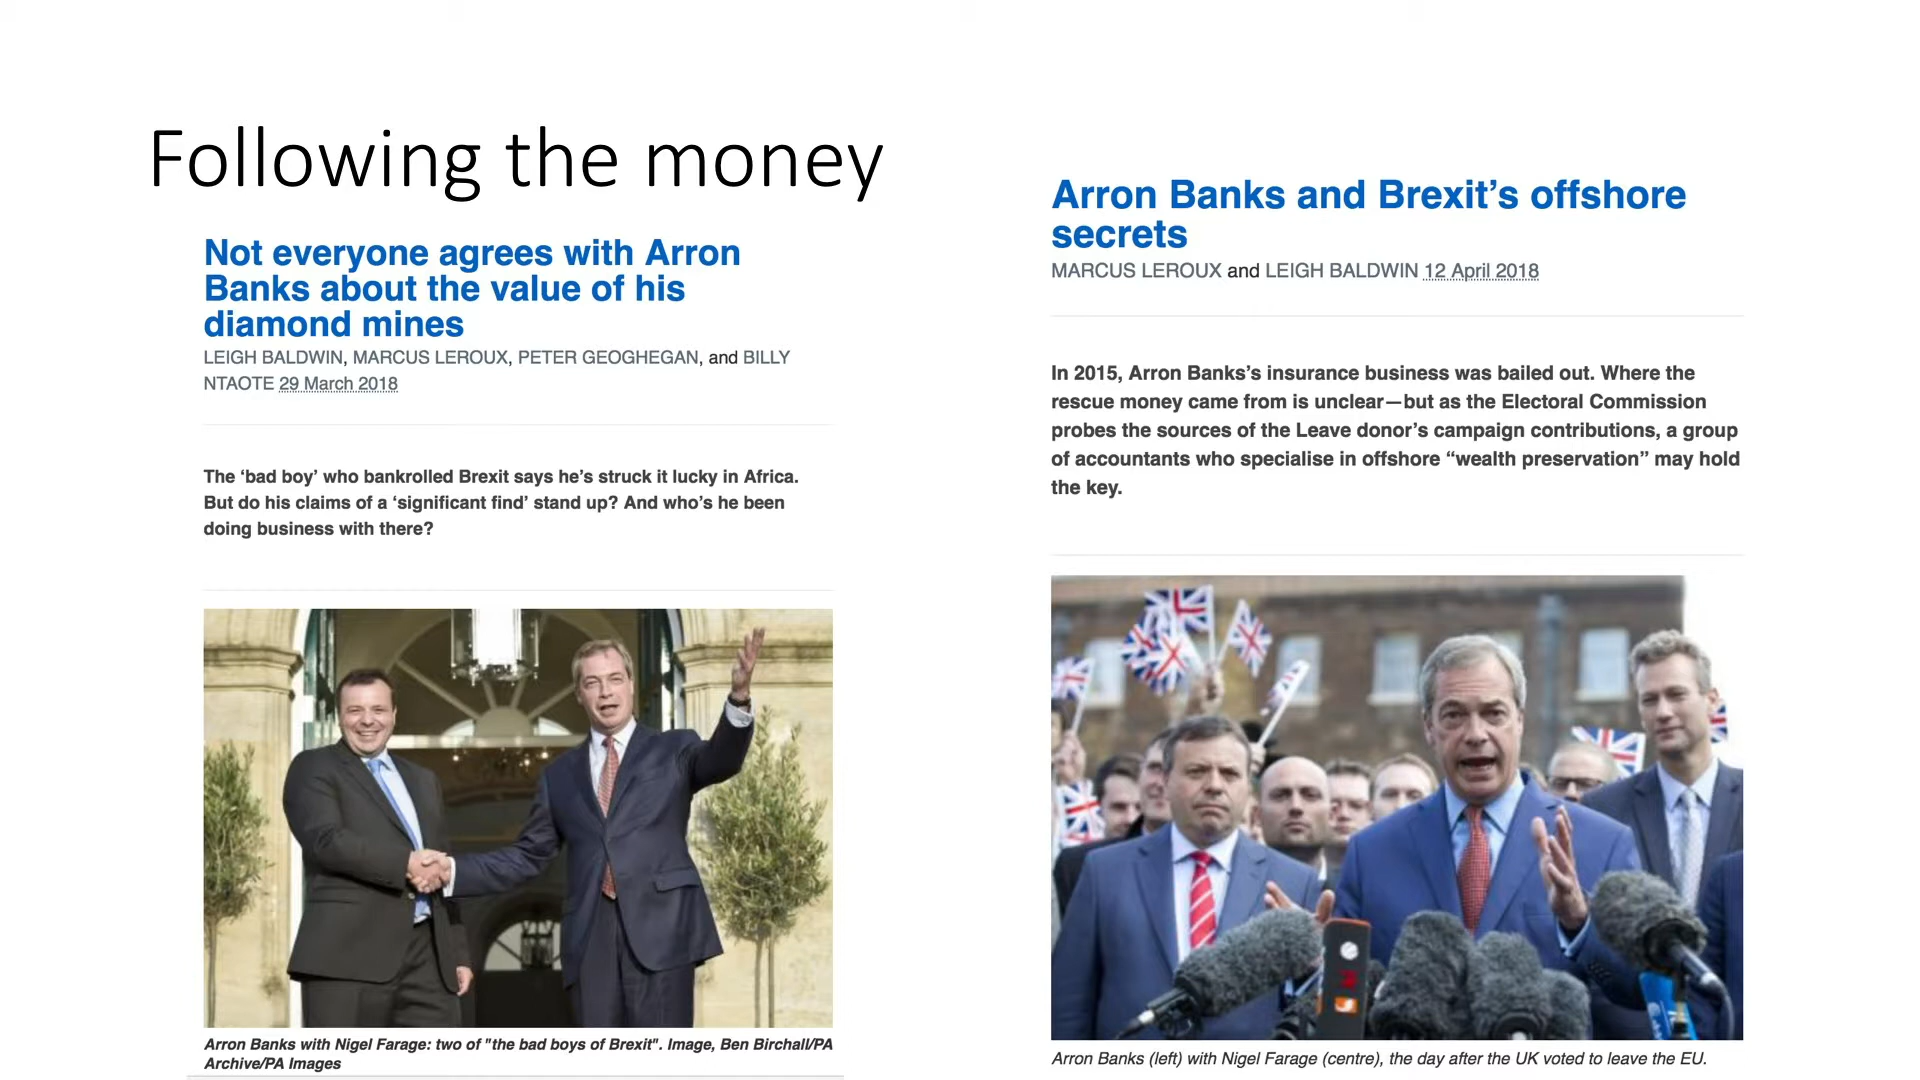 Following the money
Not everyone agrees with Arron
Banks about the value of his
diamond mines
LEIGH BALDWIN, MARCUS LEROUX, PETER GEOGHEGAN, and BILLY
NTAOTE 29 March 2018
The ‘bad boy’ who bankrolled Brexit says he’s struck it lucky in Africa.
But do his claims of a ‘significant find’ stand up? And who’s he been
doing business with there?
Arron Banks with Nigel Farage: two of "the bad boys of Brexit". Image, Ben Birchall/PA
Archive/PA Images
Arron Banks and Brexit’s offshore
secrets
MARCUS LEROUX and LEIGH BALDWIN 12 April 2018
In 2015, Arron Banks’s insurance business was bailed out. Where the
rescue money came from is unclear—but as the Electoral Commission
probes the sources of the Leave donor’s campaign contributions, a group
of accountants who specialise in offshore “wealth preservation” may hold
the key.
Arron Banks (left) with Nigel Farage (centre), the day after the UK voted to leave the EU.